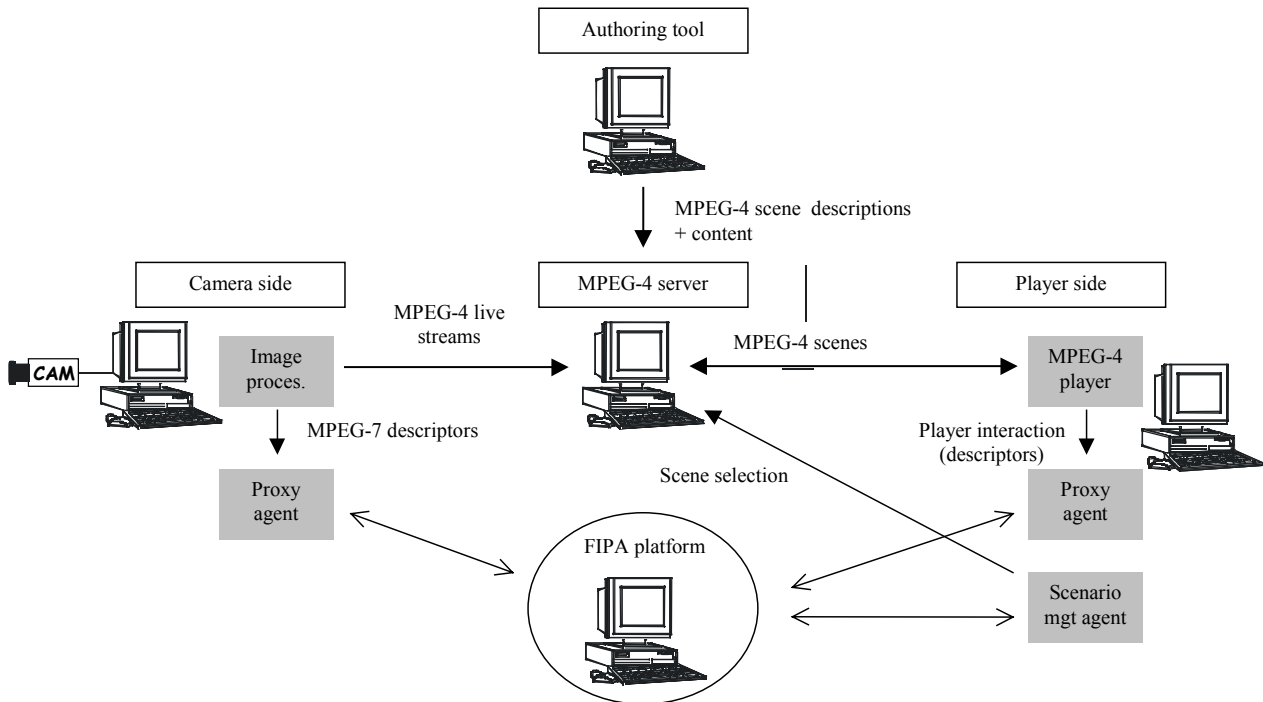 Authoring tool
MPEG-4 scene descriptions
+ content
Camera side
MPEG-4 server
Player side
MPEG-4 live
streams
MPEG-4 scenes
CAM
Image
proces.
MPEG-4
player
MPEG-7 descriptors
Player interaction
(descriptors)
Scene selection
Proxy
agent
Proxy
agent
FIPA platform
Scenario
mgt agent